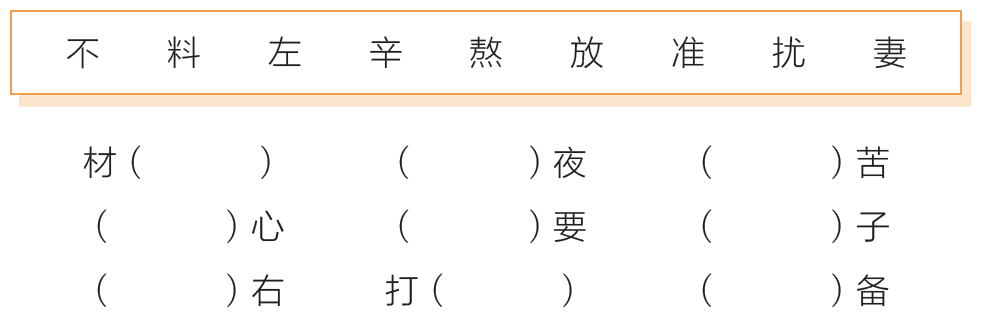 不 料 左 辛 熬 放 准 扰 妻
材（ ） （ ）夜 （ ）苦
（ ）心 （ ）要 （ ）子
（ ）右 打（ ） （ ）备